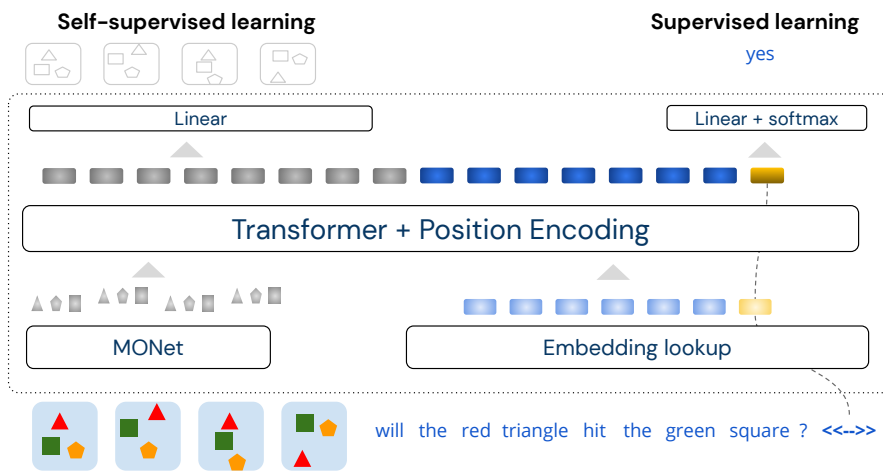 Self-supervised learning
Supervised learning
yes
Linear
Linear + softmax
Transformer + Position Encoding
MONet
Embedding lookup
will the red triangle hit the green square ? <<-->>